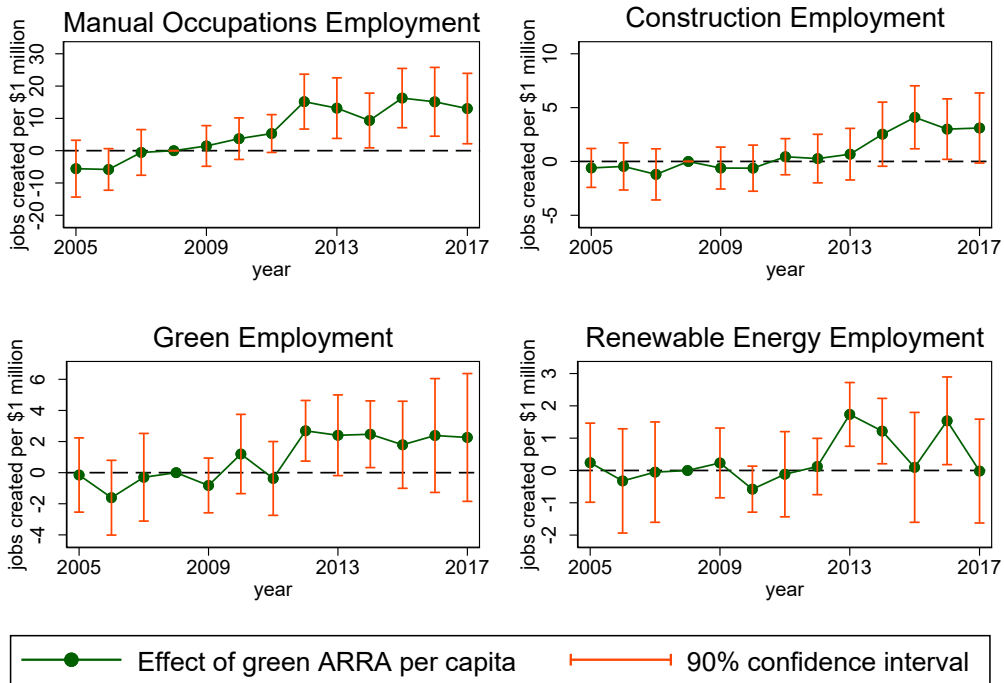 Manual Occupations Employment
jobs created per $1 million
30
20
10
0
-10
-20
2005
2009
2013
2017
year
Construction Employment
jobs created per $1 million
10
5
0
-5
2005
2009
2013
2017
year
Green Employment
jobs created per $1 million
6
4
2
0
-2
-4
2005
2009
2013
2017
year
Renewable Energy Employment
jobs created per $1 million
3
2
1
0
-1
-2
2005
2009
2013
2017
year
Effect of green ARRA per capita
90% confidence interval